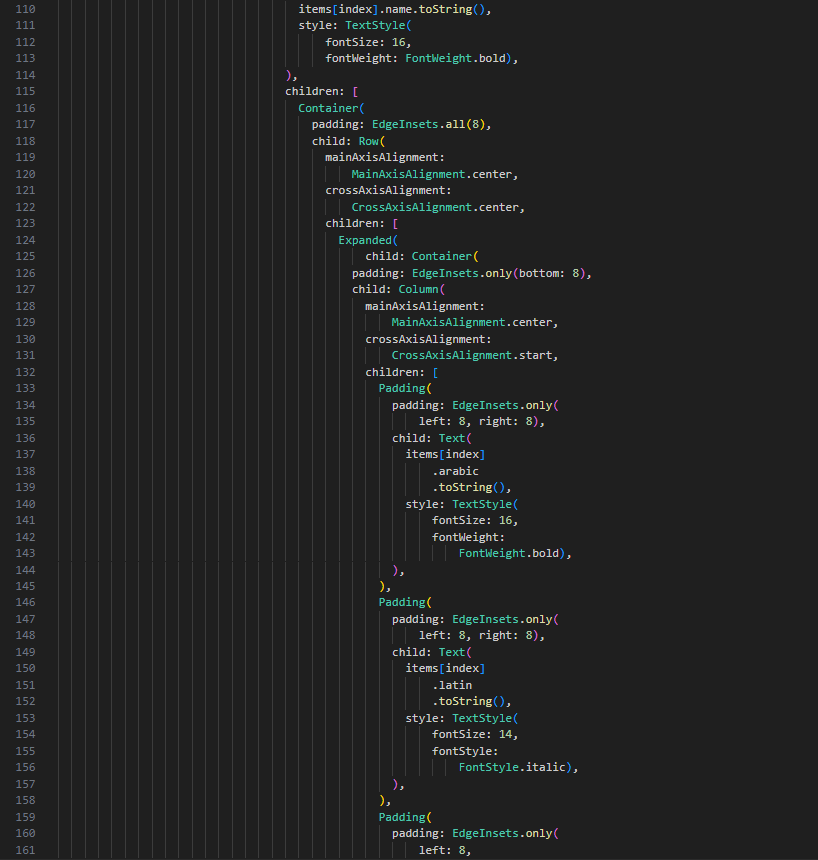 110 items[index].name.toString(),
111 style: TextStyle(
112 fontSize: 16,
113 fontWeight: FontWeight.bold),
114 ),
115 children: [
116 Container(
117 padding: EdgeInsets.all(8),
118 child: Row(
119 mainAxisAlignment:
120 MainAxisAlignment.center,
121 crossAxisAlignment:
122 CrossAxisAlignment.center,
123 children: [
124 Expanded(
125 child: Container(
126 padding: EdgeInsets.only(bottom: 8),
127 child: Column(
128 mainAxisAlignment:
129 MainAxisAlignment.center,
130 crossAxisAlignment:
131 CrossAxisAlignment.start,
132 children: [
133 Padding(
134 padding: EdgeInsets.only(
135 left: 8, right: 8),
136 child: Text(
137 items[index]
138 .arabic
139 .toString(),
140 style: TextStyle(
141 fontSize: 16,
142 fontWeight:
143 FontWeight.bold),
144 ),
145 ),
146 Padding(
147 padding: EdgeInsets.only(
148 left: 8, right: 8),
149 child: Text(
150 items[index]
151 .latin
152 .toString(),
153 style: TextStyle(
154 fontSize: 14,
155 fontStyle:
156 FontStyle.italic),
157 ),
158 ),
159 Padding(
160 padding: EdgeInsets.only(
161 left: 8,